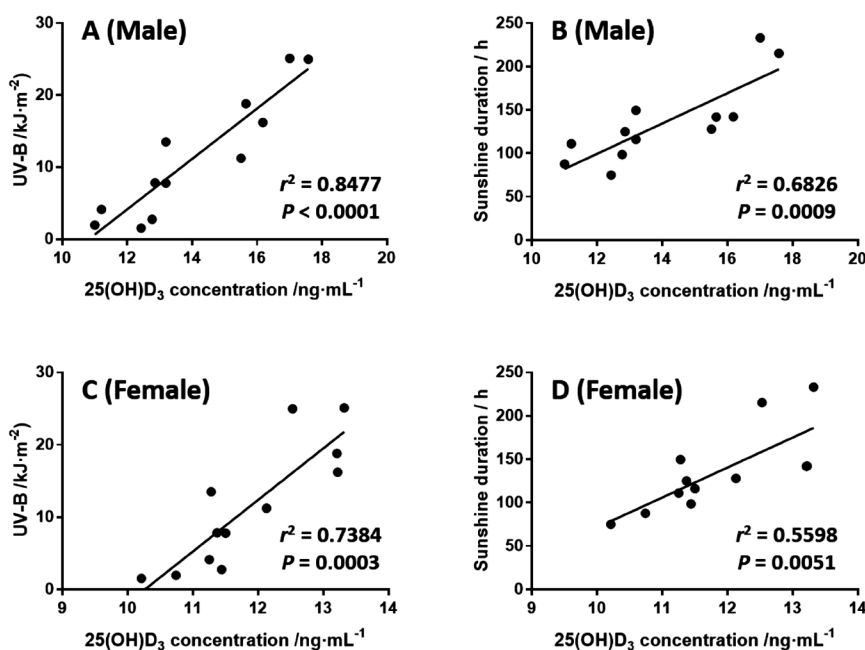 A (Male)
UV-B /kJ·m⁻²
30
20
10
0
r² = 0.8477
P < 0.0001
10 12 14 16 18 20
25(OH)D₃ concentration /ng·mL⁻¹
B (Male)
Sunshine duration / h
250
200
150
100
50
0
r² = 0.6826
P = 0.0009
10 12 14 16 18 20
25(OH)D₃ concentration /ng·mL⁻¹
C (Female)
UV-B /kJ·m⁻²
30
20
10
0
r² = 0.7384
P = 0.0003
9 10 11 12 13 14
25(OH)D₃ concentration /ng·mL⁻¹
D (Female)
Sunshine duration / h
250
200
150
100
50
0
r² = 0.5598
P = 0.0051
9 10 11 12 13 14
25(OH)D₃ concentration /ng·mL⁻¹